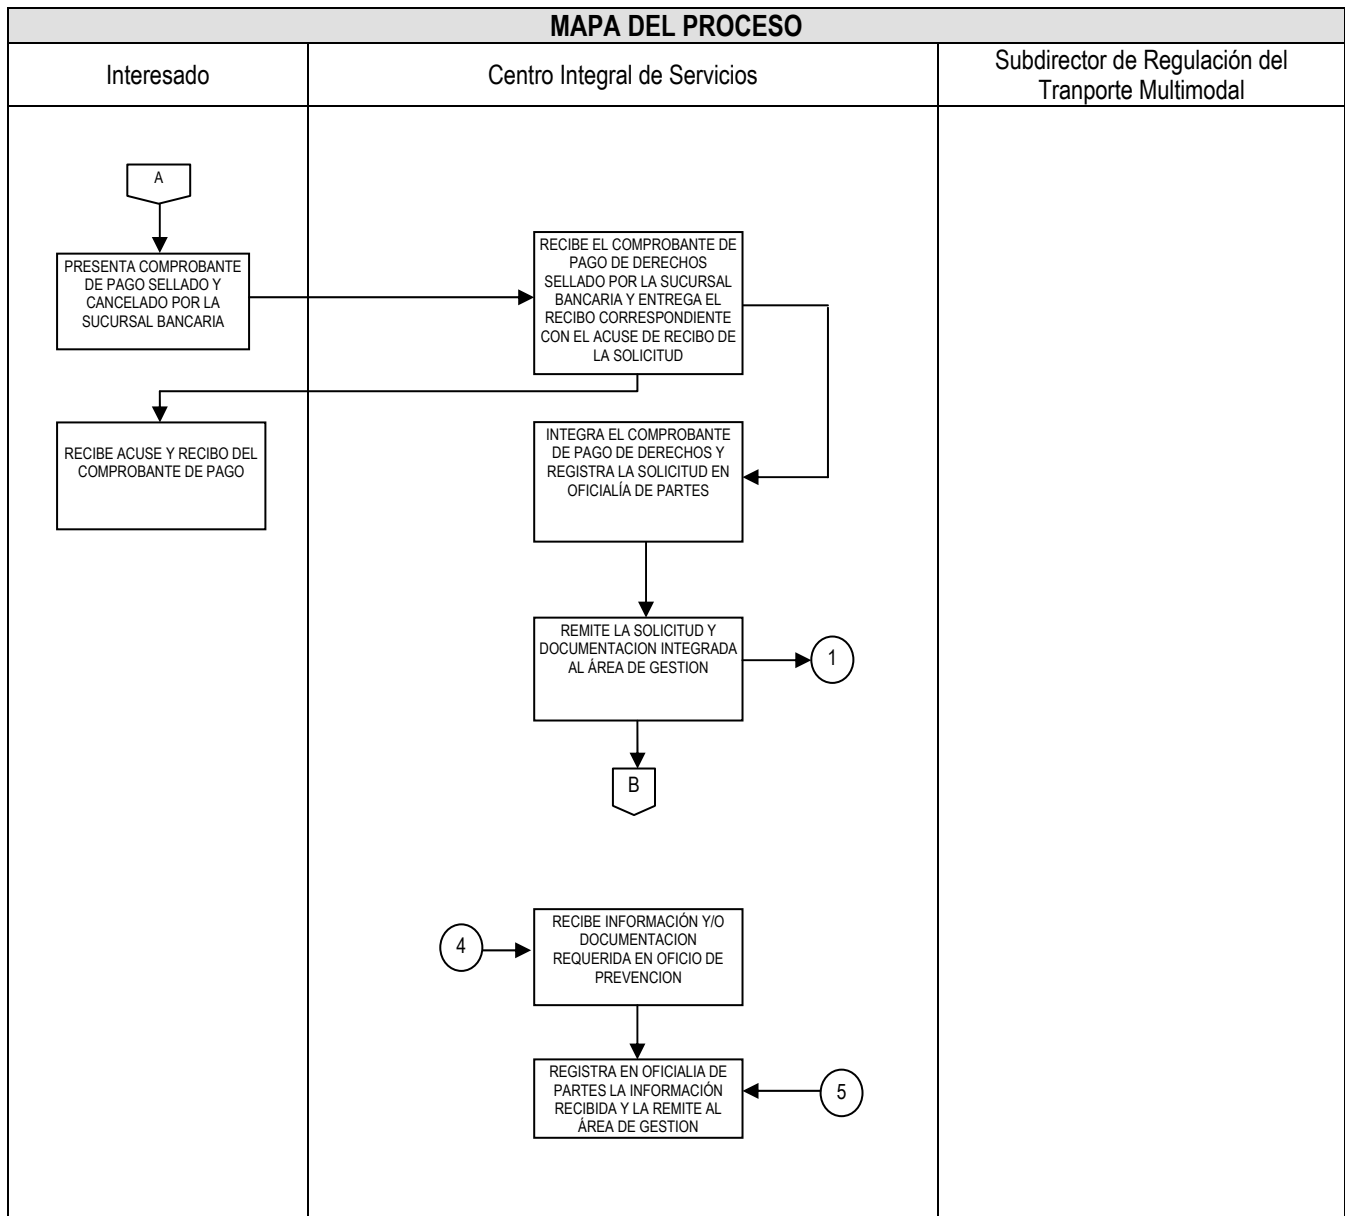 MAPA DEL PROCESO
Interesado
Centro Integral de Servicios
Subdirector de Regulación del
Tranporte Multimodal
A
PRESENTA COMPROBANTE
DE PAGO SELLADO Y
CANCELADO POR LA
SUCURSAL BANCARIA
RECIBE EL COMPROBANTE DE
PAGO DE DERECHOS
SELLADO POR LA SUCURSAL
BANCARIA Y ENTREGA EL
RECIBO CORRESPONDIENTE
CON EL ACUSE DE RECIBO DE
LA SOLICITUD
RECIBE ACUSE Y RECIBO DEL
COMPROBANTE DE PAGO
INTEGRA EL COMPROBANTE
DE PAGO DE DERECHOS Y
REGISTRA LA SOLICITUD EN
OFICIALÍA DE PARTES
REMITE LA SOLICITUD Y
DOCUMENTACION INTEGRADA
AL ÁREA DE GESTION
1
B
4
RECIBE INFORMACIÓN Y/O
DOCUMENTACION
REQUERIDA EN OFICIO DE
PREVENCION
REGISTRA EN OFICIALIA DE
PARTES LA INFORMACIÓN
RECIBIDA Y LA REMITE AL
ÁREA DE GESTION
5